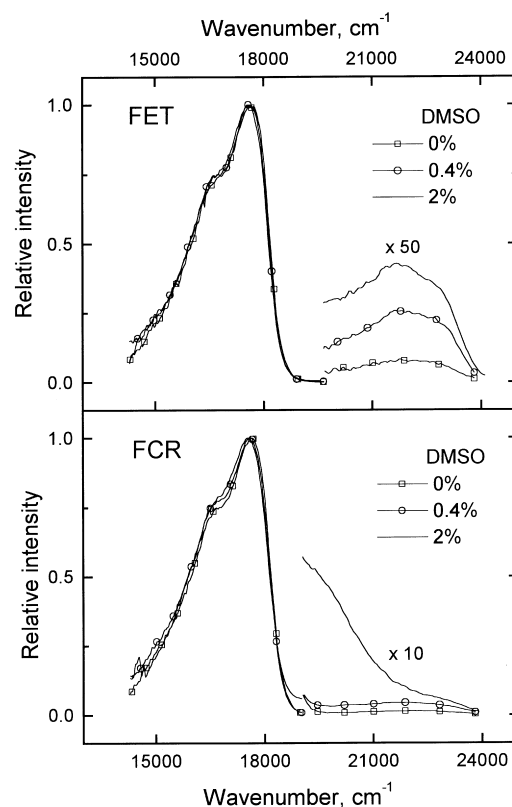 Wavenumber, cm⁻¹
15000 18000 21000 24000
FET
DMSO
0%
0.4%
2%
x 50
Relative intensity
1.0
0.5
0.0
FCR
DMSO
0%
0.4%
2%
x 10
Relative intensity
1.0
0.5
0.0
15000 18000 21000 24000
Wavenumber, cm⁻¹